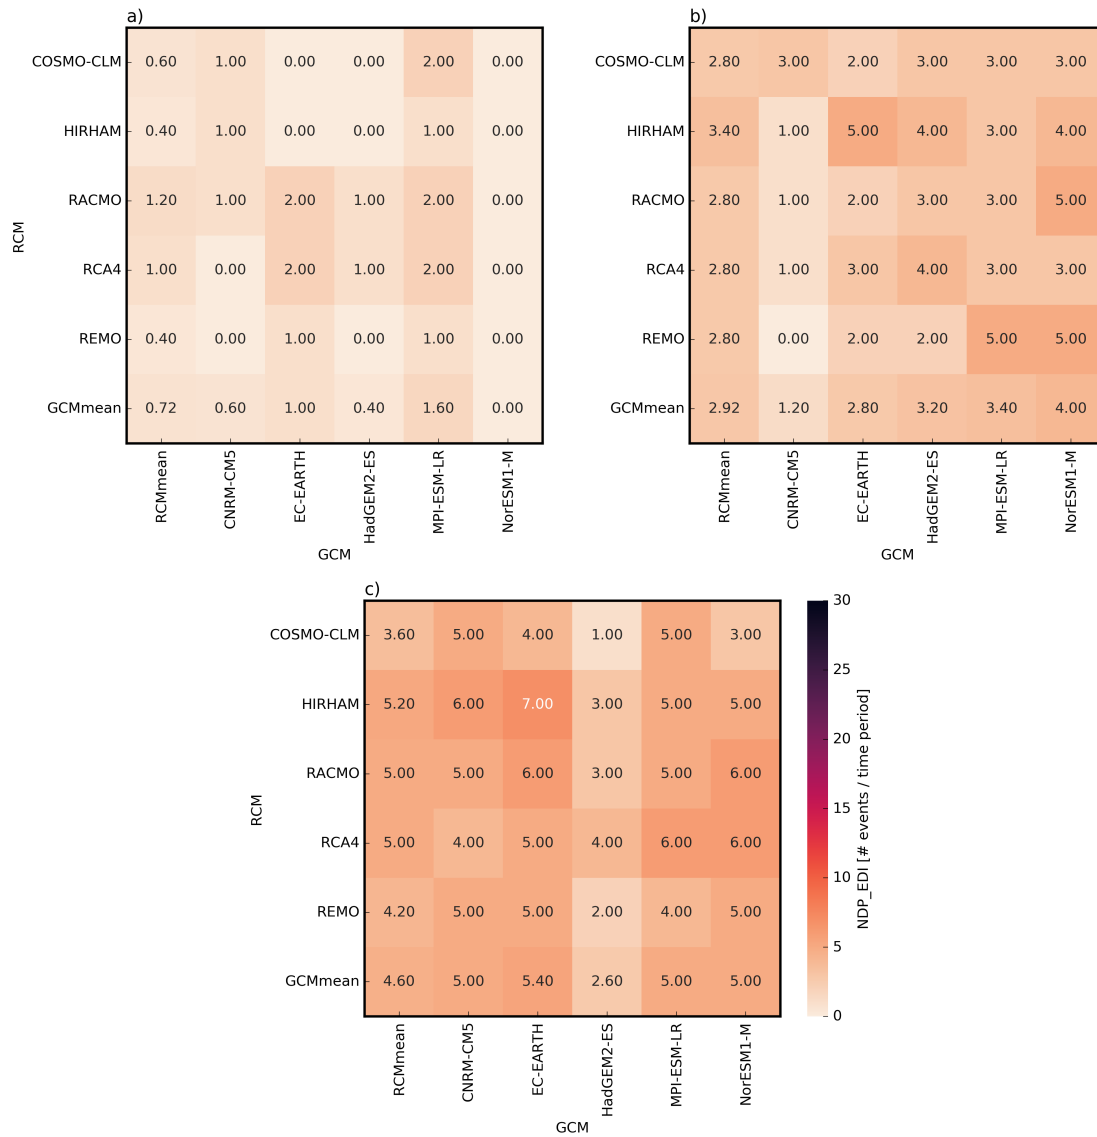 a)
RCM
COSMO-CLM 0.60 1.00 0.00 0.00 2.00 0.00
HIRHAM 0.40 1.00 0.00 0.00 1.00 0.00
RACMO 1.20 1.00 2.00 1.00 2.00 0.00
RCA4 1.00 0.00 2.00 1.00 2.00 0.00
REMO 0.40 0.00 1.00 0.00 1.00 0.00
GCMmean 0.72 0.60 1.00 0.40 1.60 0.00
RCMmean CNRM-CM5 EC-EARTH HadGEM2-ES MPI-ESM-LR NorESM1-M
GCM
b)
COSMO-CLM 2.80 3.00 2.00 3.00 3.00 3.00
HIRHAM 3.40 1.00 5.00 4.00 3.00 4.00
RACMO 2.80 1.00 2.00 3.00 3.00 5.00
RCA4 2.80 1.00 3.00 4.00 3.00 3.00
REMO 2.80 0.00 2.00 2.00 5.00 5.00
GCMmean 2.92 1.20 2.80 3.20 3.40 4.00
RCMmean CNRM-CM5 EC-EARTH HadGEM2-ES MPI-ESM-LR NorESM1-M
GCM
c)
RCM
COSMO-CLM 3.60 5.00 4.00 1.00 5.00 3.00
HIRHAM 5.20 6.00 7.00 3.00 5.00 5.00
RACMO 5.00 5.00 6.00 3.00 5.00 6.00
RCA4 5.00 4.00 5.00 4.00 6.00 6.00
REMO 4.20 5.00 5.00 2.00 4.00 5.00
GCMmean 4.60 5.00 5.40 2.60 5.00 5.00
RCMmean CNRM-CM5 EC-EARTH HadGEM2-ES MPI-ESM-LR NorESM1-M
GCM
30
25
20
15
10
5
0
NDP_EDI [# events / time period]